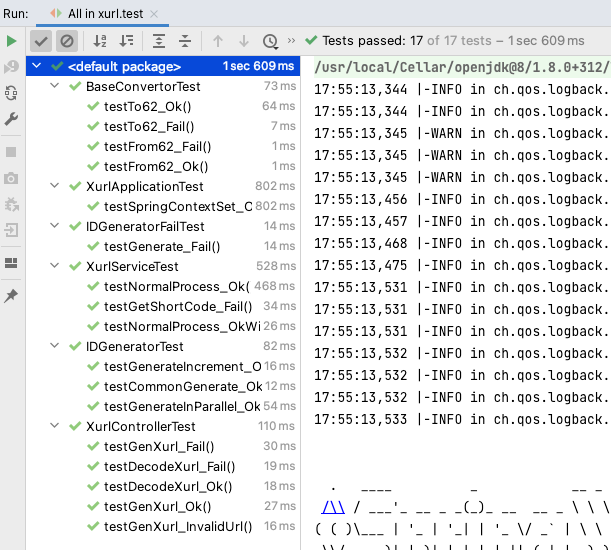 Run: All in xurl.test ×
» Tests passed: 17 of 17 tests – 1 sec 609 ms
<default package> 1 sec 609 ms
BaseConvertorTest 73 ms
testTo62_Ok() 64 ms
testTo62_Fail() 7 ms
testFrom62_Fail() 1 ms
testFrom62_Ok() 1 ms
XurlApplicationTest 802 ms
testSpringContextSet_C 802 ms
IDGeneratorFailTest 14 ms
testGenerate_Fail() 14 ms
XurlServiceTest 528 ms
testNormalProcess_Ok( 468 ms
testGetShortCode_Fail() 34 ms
testNormalProcess_OkWi 26 ms
IDGeneratorTest 82 ms
testGenerateIncrement_O 16 ms
testCommonGenerate_Ok 12 ms
testGenerateInParallel_Ok 54 ms
XurlControllerTest 110 ms
testGenXurl_Fail() 30 ms
testDecodeXurl_Fail() 19 ms
testDecodeXurl_Ok() 18 ms
testGenXurl_Ok() 27 ms
testGenXurl_InvalidUrl() 16 ms
/usr/local/Cellar/openjdk@8/1.8.0+312/
17:55:13,344 |-INFO in ch.qos.logback.
17:55:13,344 |-INFO in ch.qos.logback.
17:55:13,345 |-WARN in ch.qos.logback.
17:55:13,345 |-WARN in ch.qos.logback.
17:55:13,345 |-WARN in ch.qos.logback.
17:55:13,456 |-INFO in ch.qos.logback.
17:55:13,457 |-INFO in ch.qos.logback.
17:55:13,468 |-INFO in ch.qos.logback.
17:55:13,475 |-INFO in ch.qos.logback.
17:55:13,531 |-INFO in ch.qos.logback.
17:55:13,531 |-INFO in ch.qos.logback.
17:55:13,531 |-INFO in ch.qos.logback.
17:55:13,532 |-INFO in ch.qos.logback.
17:55:13,532 |-INFO in ch.qos.logback.
17:55:13,532 |-INFO in ch.qos.logback.
17:55:13,533 |-INFO in ch.qos.logback.